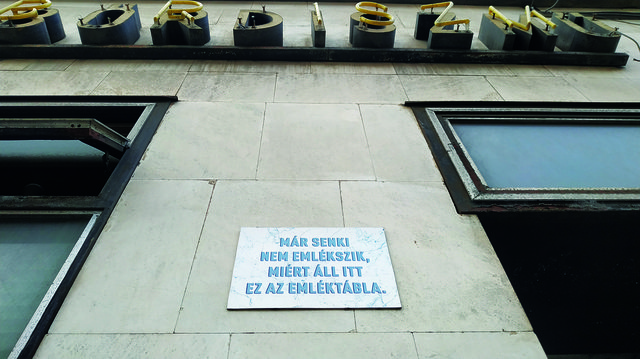 MÁR SENKI
NEM EMLÉKSZIK,
MIÉRT ÁLL ITT
EZ AZ EMLÉKTÁBLA.